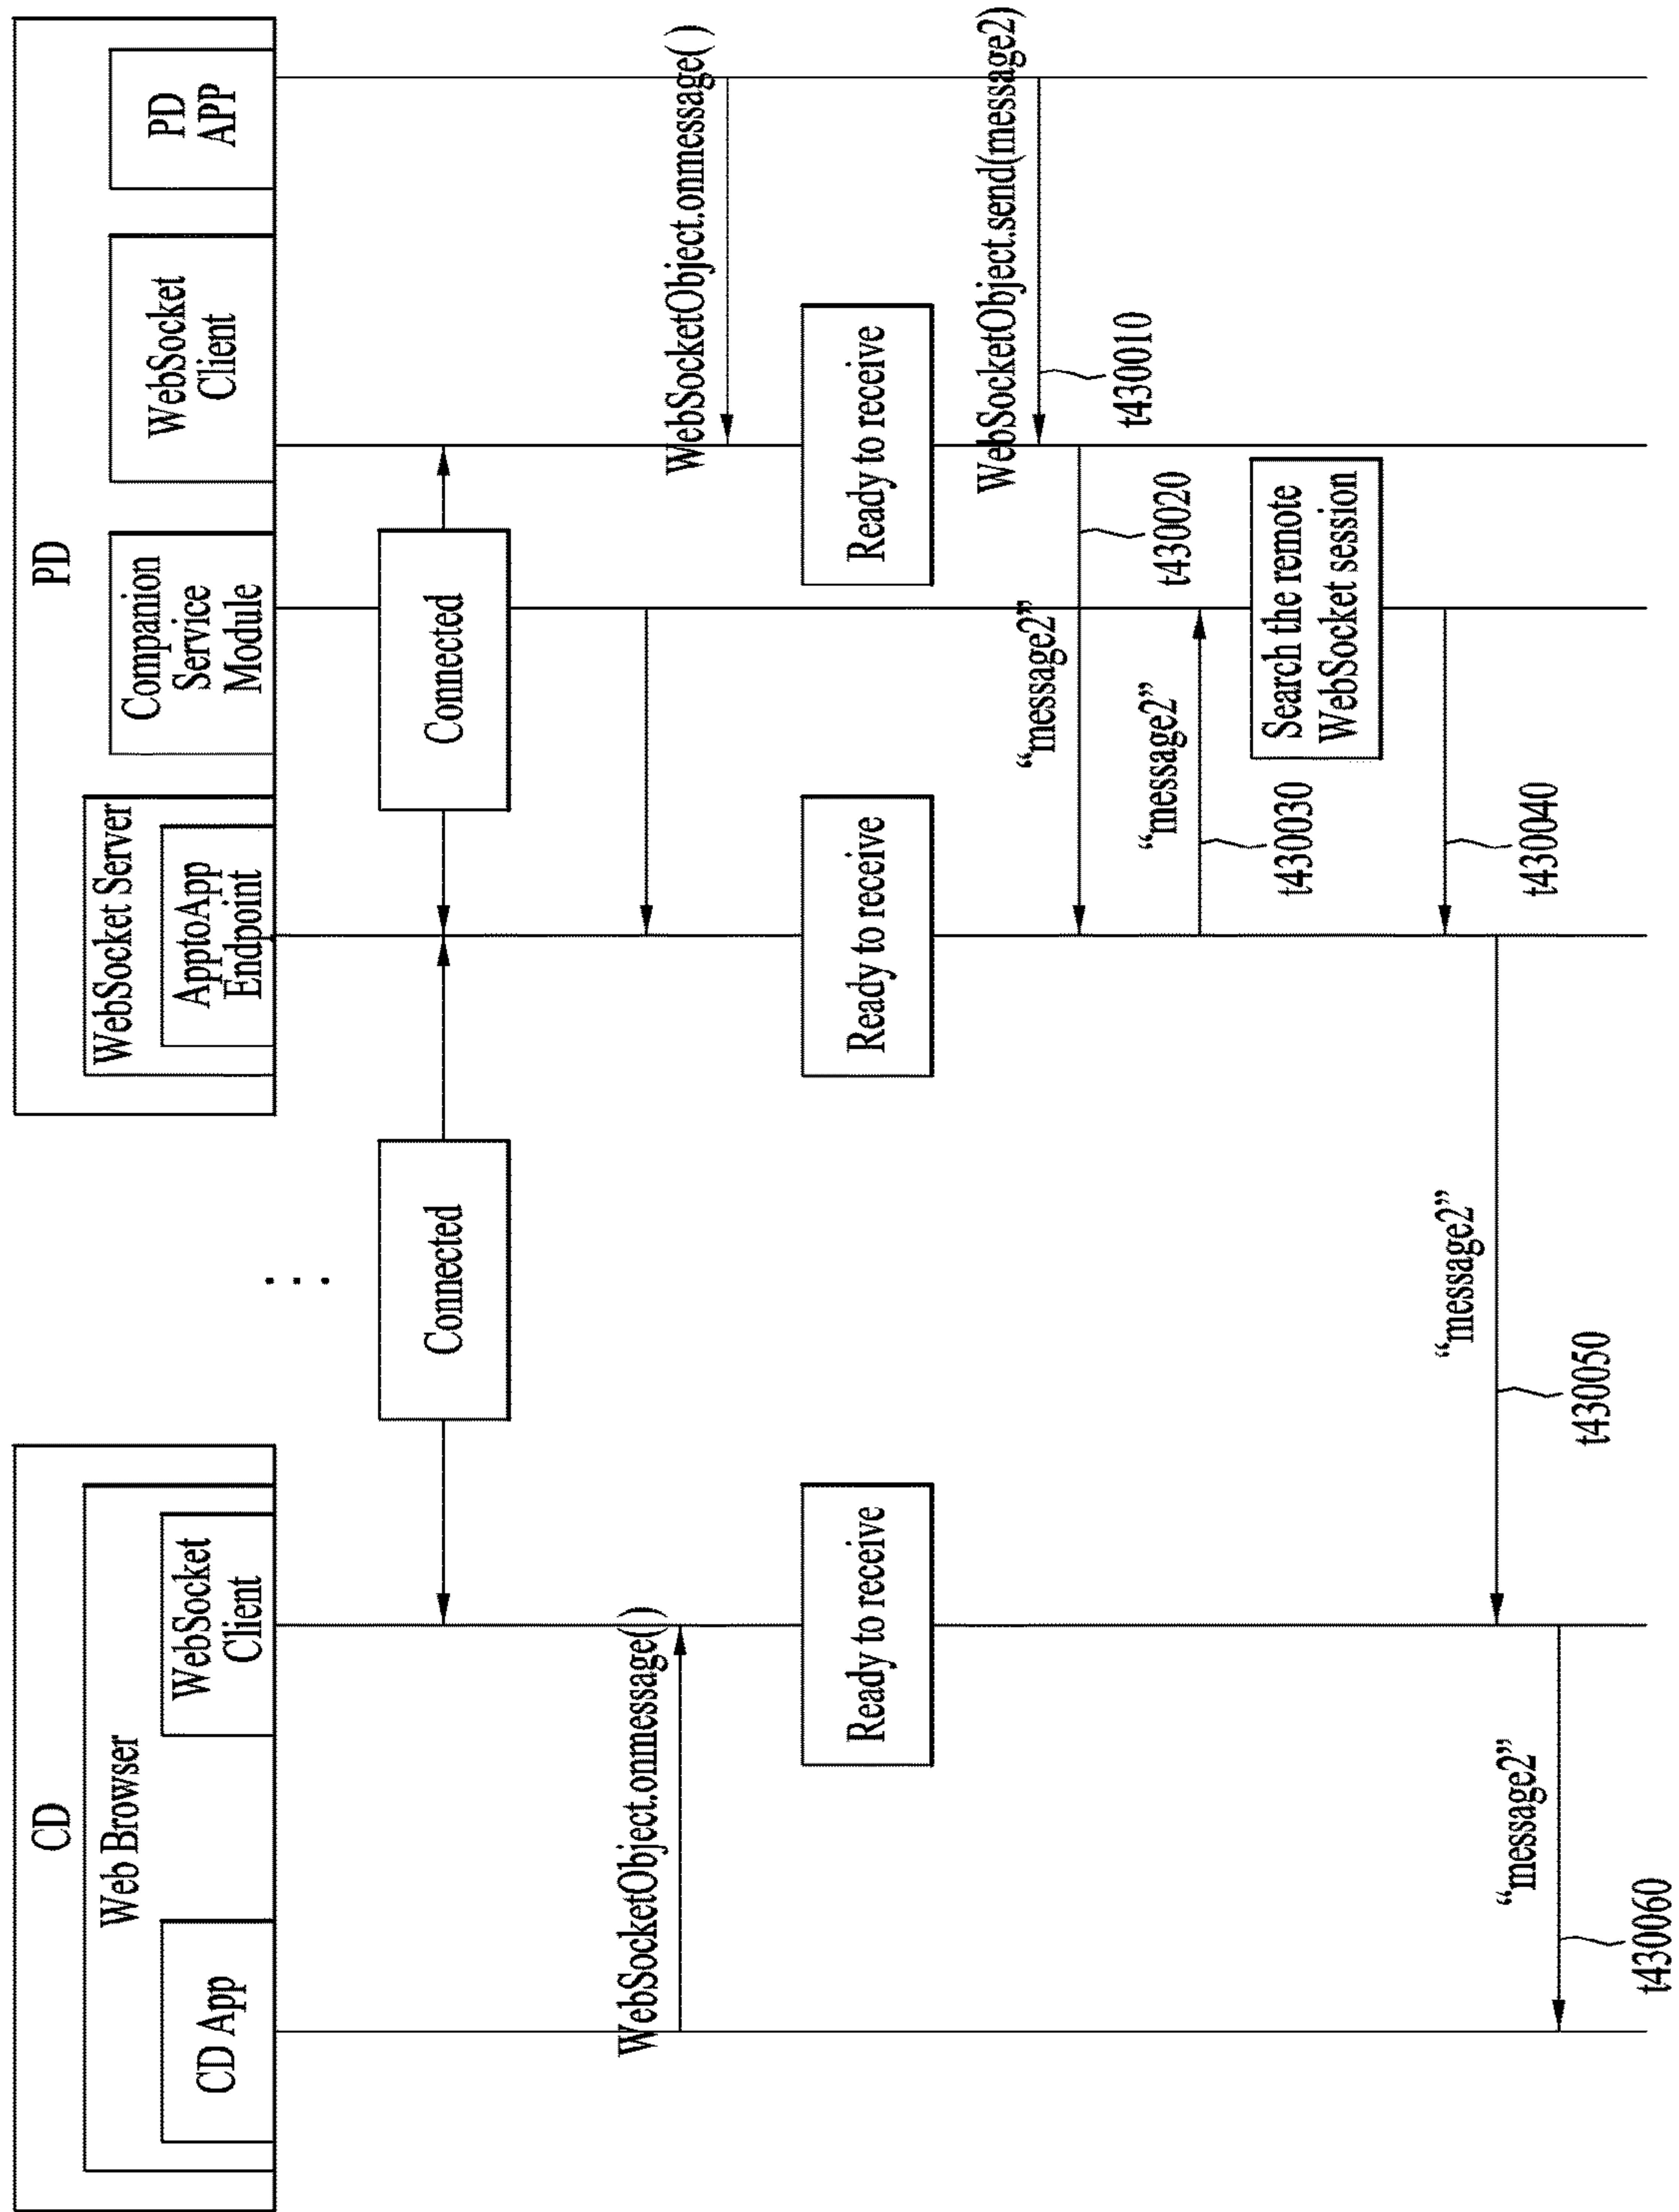 CD
Web Browser
CD App
WebSocket
Client
. . .
PD
WebSocket Server
ApptoApp
Endpoint
Companion
Service
Module
WebSocket
Client
PD
APP
Connected
Connected
WebSocketObject.onmessage( )
WebSocketObject.onmessage( )
Ready to receive
Ready to receive
Ready to receive
WebSocketObject.send(message2)
t430010
“message2”
t430020
“message2”
t430030
Search the remote
WebSocket session
t430040
“message2”
t430050
“message2”
t430060